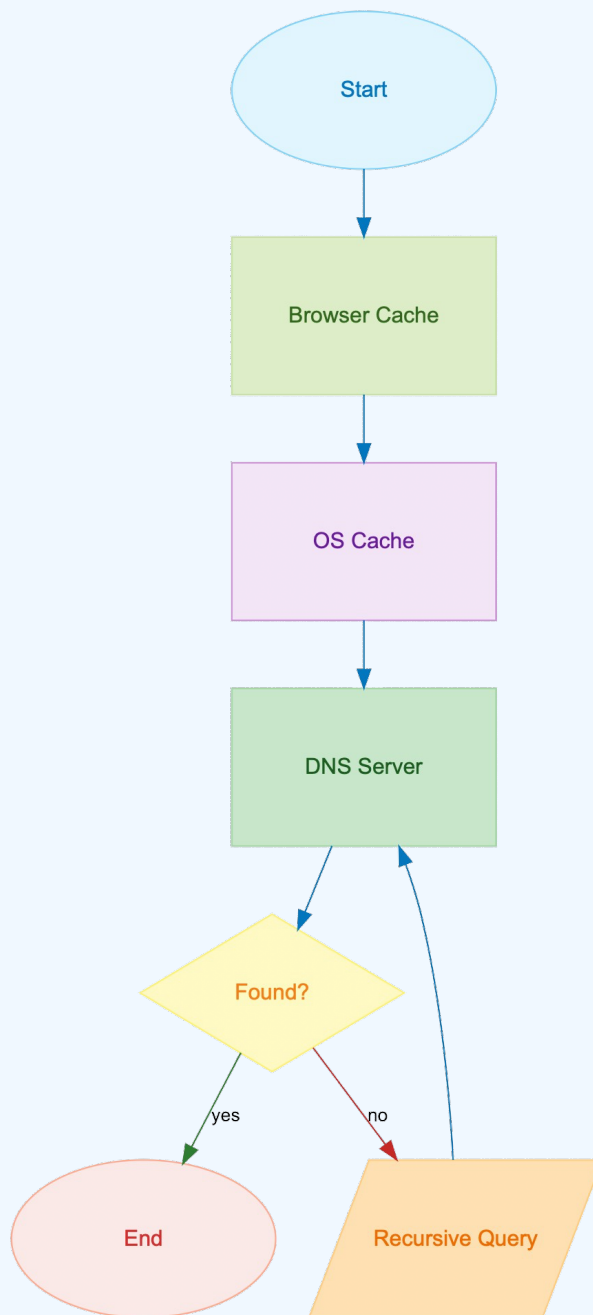 Start
Browser Cache
OS Cache
DNS Server
Found?
yes
no
End
Recursive Query